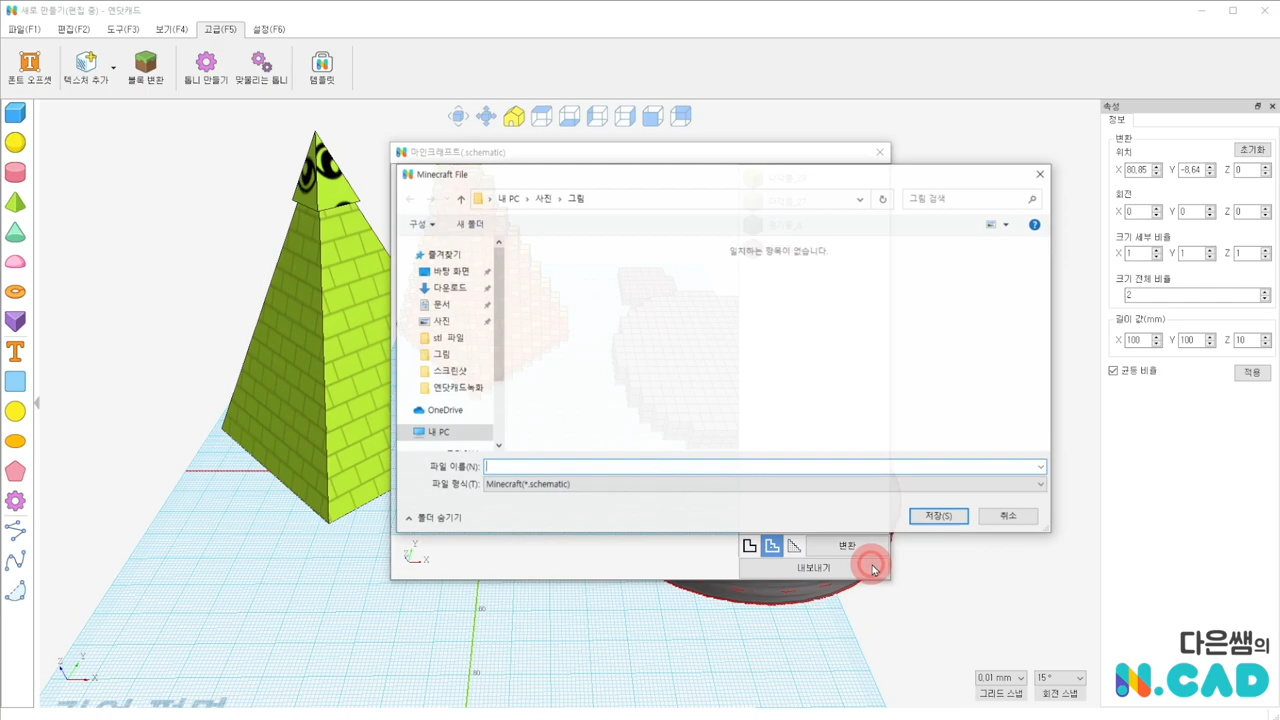 새로 만들기(편집 중) - 엔닷캐드
파일(F1) 편집(F2) 도구(F3) 보기(F4) 고급(F5) 설정(F6)
폰트 오프셋 텍스처 추가 블록 변환 톱니 만들기 맞물리는 톱니 템플릿
속성
정보
변환
위치 초기화
X 80,85 Y -8,64 Z 0
회전
X 0 Y 0 Z 0
크기 세부 비율
X 1 Y 1 Z 1
크기 전체 비율
2
길이 값(mm)
X 100 Y 100 Z 10
균등 비율 적용
마인크래프트(.schematic)
Minecraft File
내 PC › 사진 › 그림
그림 검색
구성 새 폴더
즐겨찾기
바탕 화면
다운로드
문서
사진
stl 파일
그림
스크린샷
엔닷캐드녹화
OneDrive
내 PC
일치하는 항목이 없습니다.
파일 이름(N):
파일 형식(T): Minecraft(*.schematic)
폴더 숨기기 저장(S) 취소
변환
내보내기
Y
X
60
80
Z Y X
0.01 mm 15 °
그리드 스냅 회전 스냅
다은쌤의
N.CAD